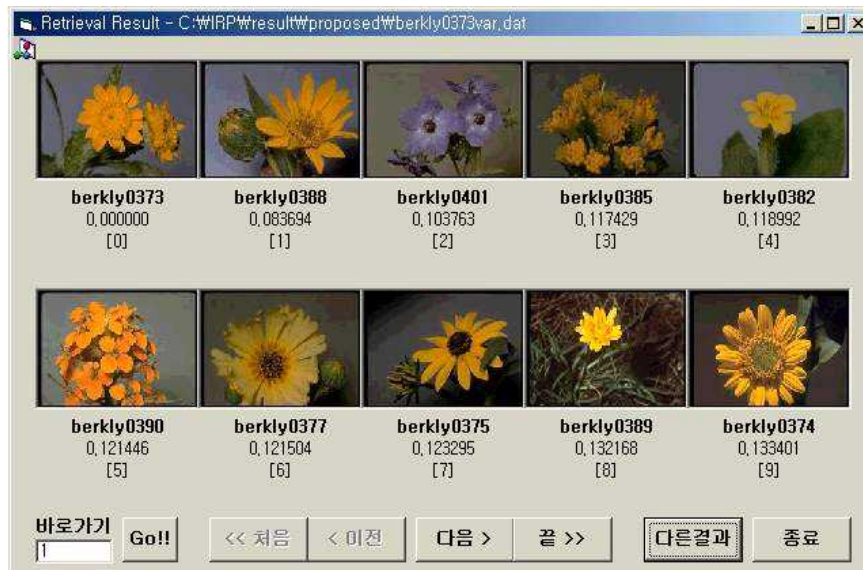 Retrieval Result - C:₩IRP₩result₩proposed₩berkly0373var.dat
berkly0373 berkly0388 berkly0401 berkly0385 berkly0382
0,000000 0,083694 0,103763 0,117429 0,118992
[0] [1] [2] [3] [4]
berkly0390 berkly0377 berkly0375 berkly0389 berkly0374
0,121446 0,121504 0,123295 0,132168 0,133401
[5] [6] [7] [8] [9]
바로가기
1 Go!! << 처음 < 이전 다음 > 끝 >> 다른결과 종료